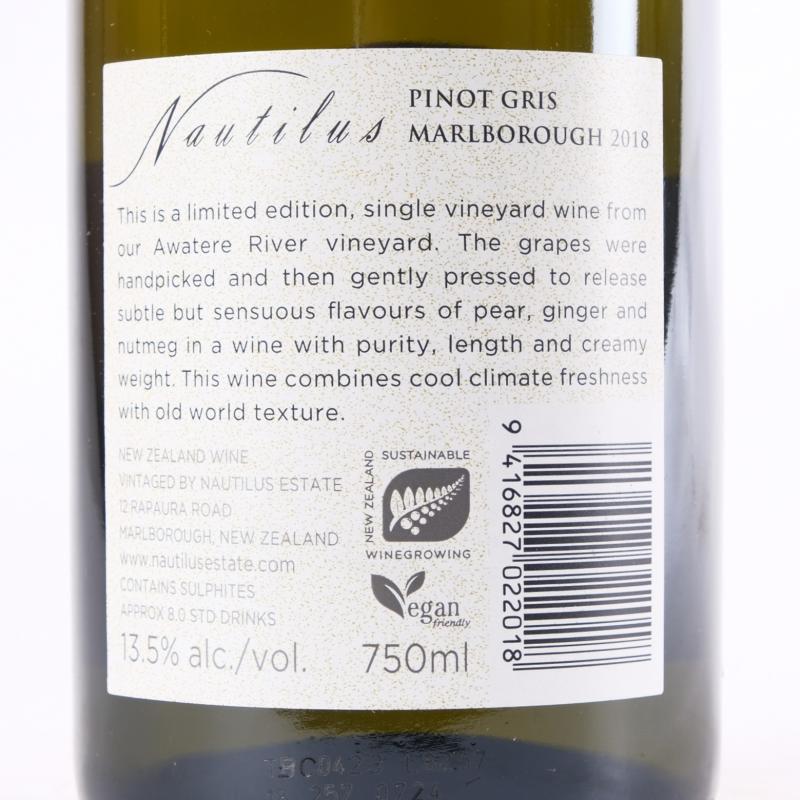 Nautilus
PINOT GRIS
MARLBOROUGH 2018
This is a limited edition, single vineyard wine from
our Awatere River vineyard. The grapes were
handpicked and then gently pressed to release
subtle but sensuous flavours of pear, ginger and
nutmeg in a wine with purity, length and creamy
weight. This wine combines cool climate freshness
with old world texture.
NEW ZEALAND WINE
VINTAGED BY NAUTILUS ESTATE
12 RAPAURA ROAD
MARLBOROUGH, NEW ZEALAND
www.nautilusestate.com
CONTAINS SULPHITES
APPROX 8.0 STD DRINKS
13.5% alc./vol.
750ml
SUSTAINABLE
NEW ZEALAND
WINEGROWING
Vegan
friendly
9 416827 022018